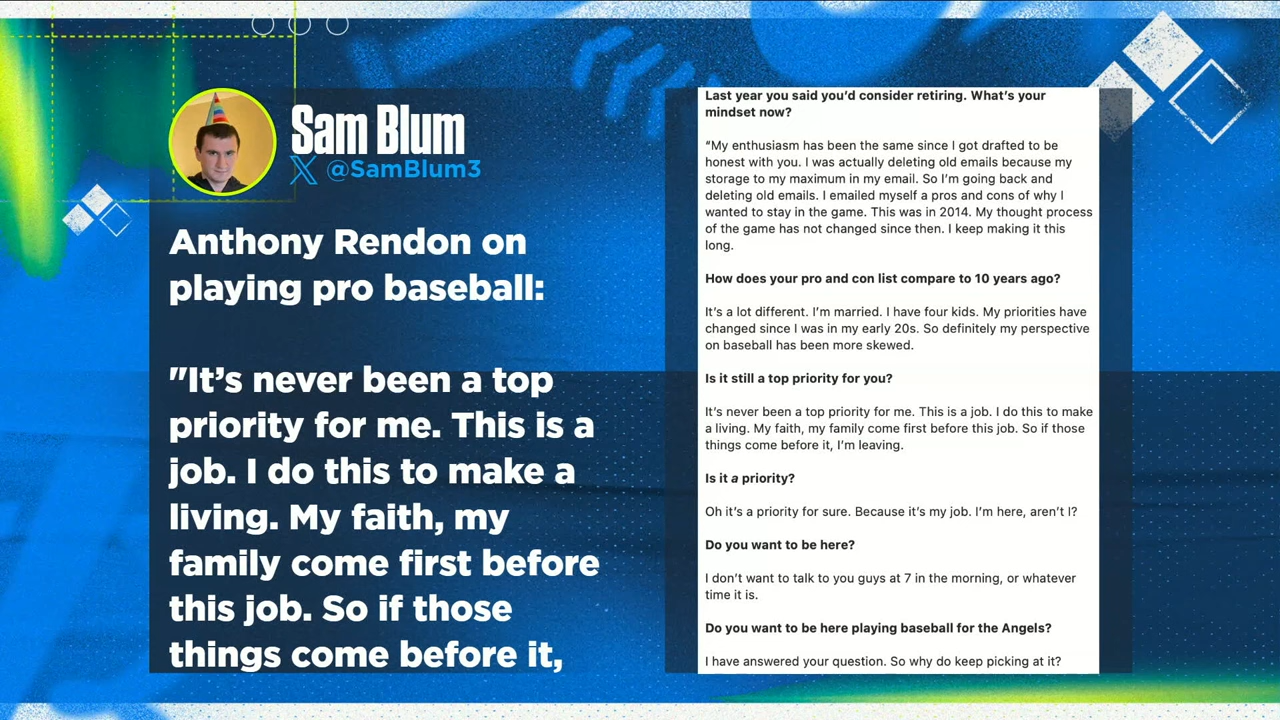 Sam Blum
@SamBlum3
Anthony Rendon on
playing pro baseball:
"It's never been a top
priority for me. This is a
job. I do this to make a
living. My faith, my
family come first before
this job. So if those
things come before it,
Last year you said you'd consider retiring. What's your
mindset now?
"My enthusiasm has been the same since I got drafted to be
honest with you. I was actually deleting old emails because my
storage to my maximum in my email. So I'm going back and
deleting old emails. I emailed myself a pros and cons of why I
wanted to stay in the game. This was in 2014. My thought process
of the game has not changed since then. I keep making it this
long.
How does your pro and con list compare to 10 years ago?
It's a lot different. I'm married. I have four kids. My priorities have
changed since I was in my early 20s. So definitely my perspective
on baseball has been more skewed.
Is it still a top priority for you?
It's never been a top priority for me. This is a job. I do this to make
a living. My faith, my family come first before this job. So if those
things come before it, I'm leaving.
Is it a priority?
Oh it's a priority for sure. Because it's my job. I'm here, aren't I?
Do you want to be here?
I don't want to talk to you guys at 7 in the morning, or whatever
time it is.
Do you want to be here playing baseball for the Angels?
I have answered your question. So why do keep picking at it?